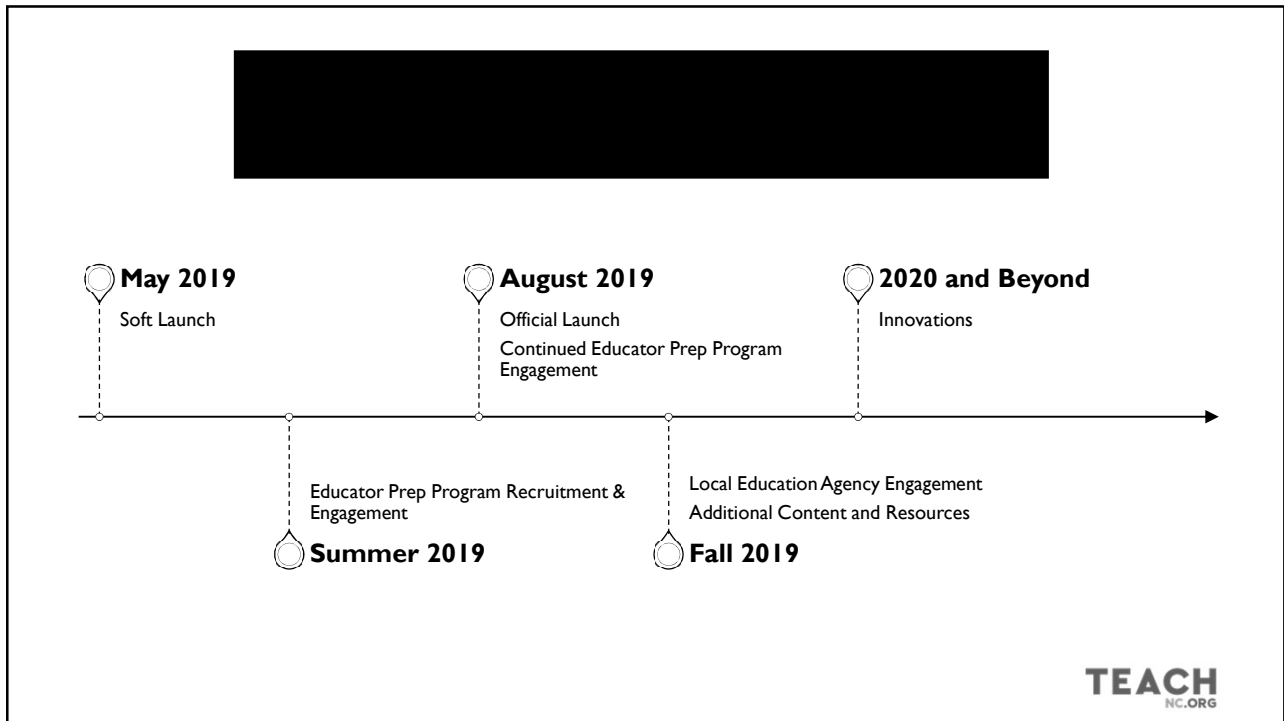 May 2019
Soft Launch
August 2019
Official Launch
Continued Educator Prep Program
Engagement
2020 and Beyond
Innovations
Educator Prep Program Recruitment &
Engagement
Summer 2019
Local Education Agency Engagement
Additional Content and Resources
Fall 2019
TEACH
NC.ORG